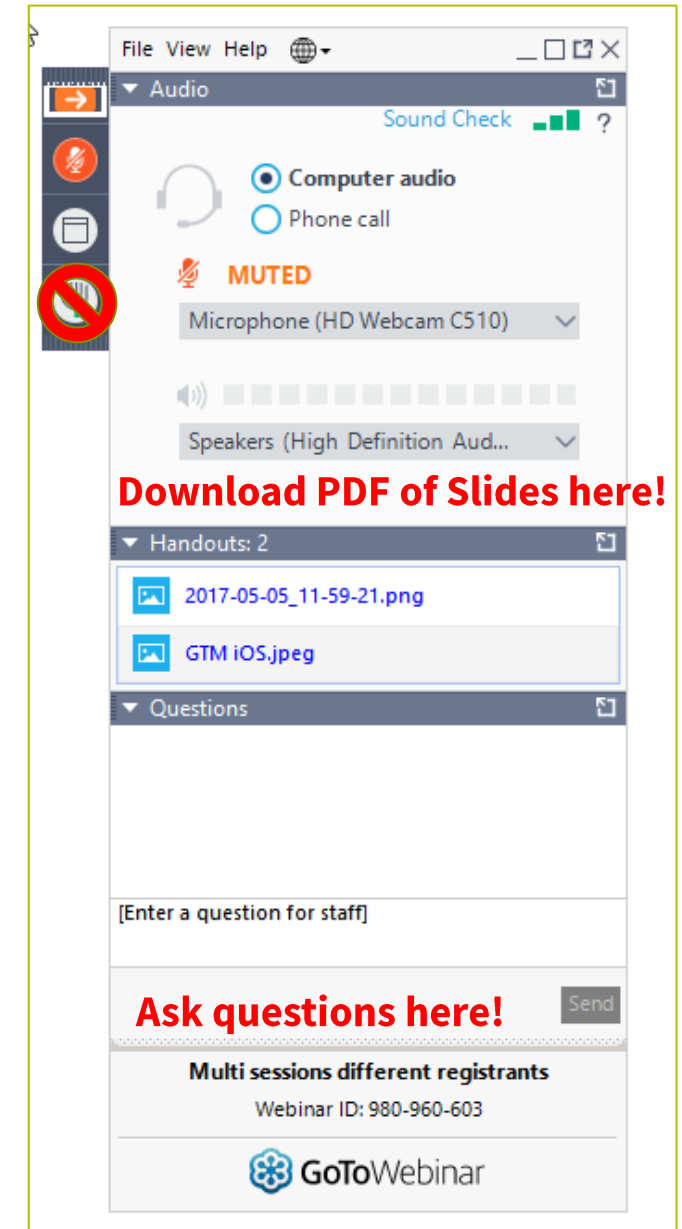 File View Help
Audio
Sound Check ?
Computer audio
Phone call
MUTED
Microphone (HD Webcam C510)
Speakers (High Definition Aud...
Download PDF of Slides here!
Handouts: 2
2017-05-05_11-59-21.png
GTM iOS.jpeg
Questions
[Enter a question for staff]
Ask questions here!
Send
Multi sessions different registrants
Webinar ID: 980-960-603
GoToWebinar